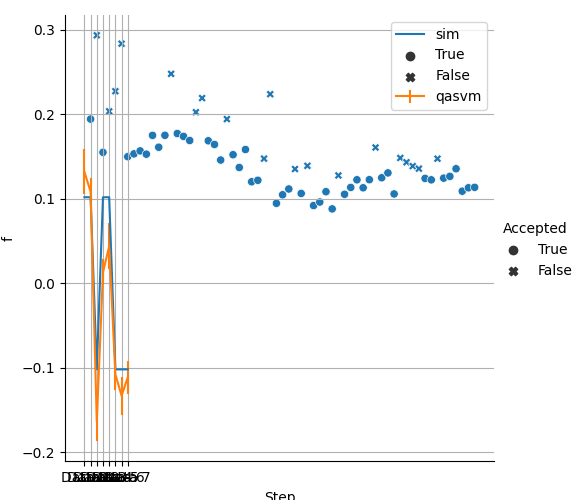 0.3
0.2
0.1
0.0
−0.1
−0.2
f
Step
sim
True
False
qasvm
Accepted
True
False